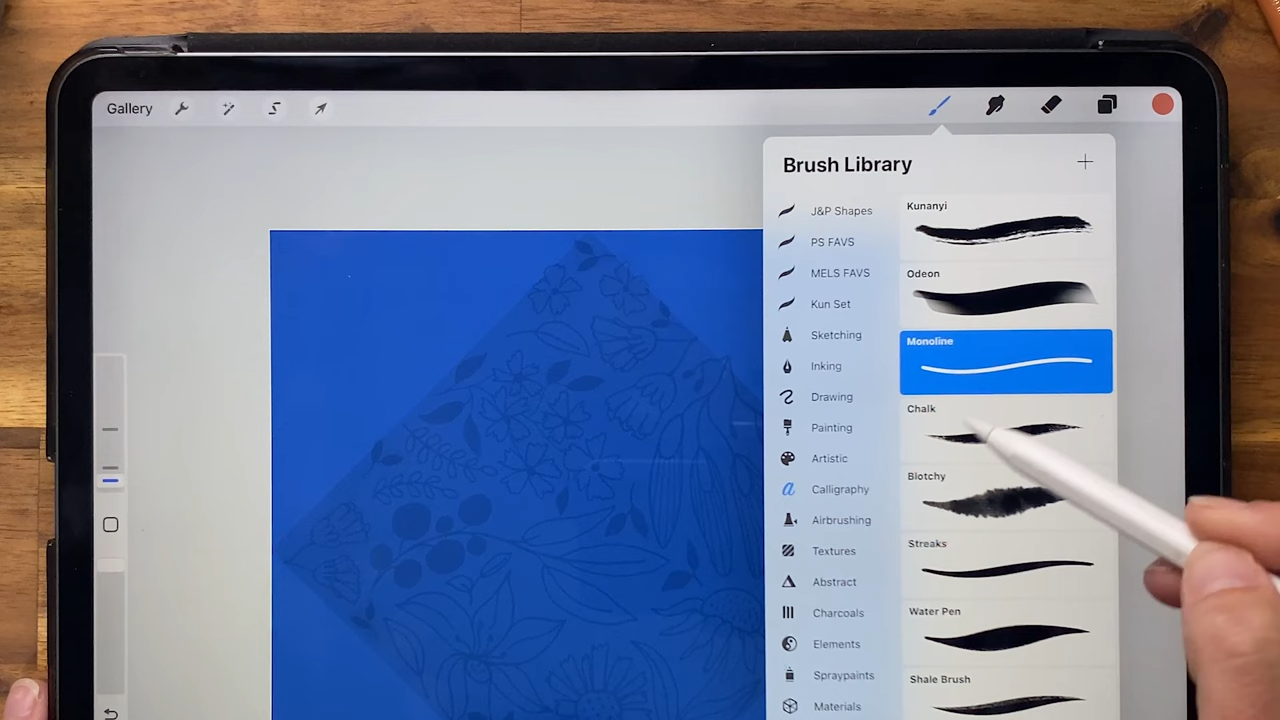 Gallery
Brush Library
J&P Shapes
PS FAVS
MELS FAVS
Kun Set
Sketching
Inking
Drawing
Painting
Artistic
Calligraphy
Airbrushing
Textures
Abstract
Charcoals
Elements
Spraypaints
Materials
Kunanyi
Odeon
Monoline
Chalk
Blotchy
Streaks
Water Pen
Shale Brush